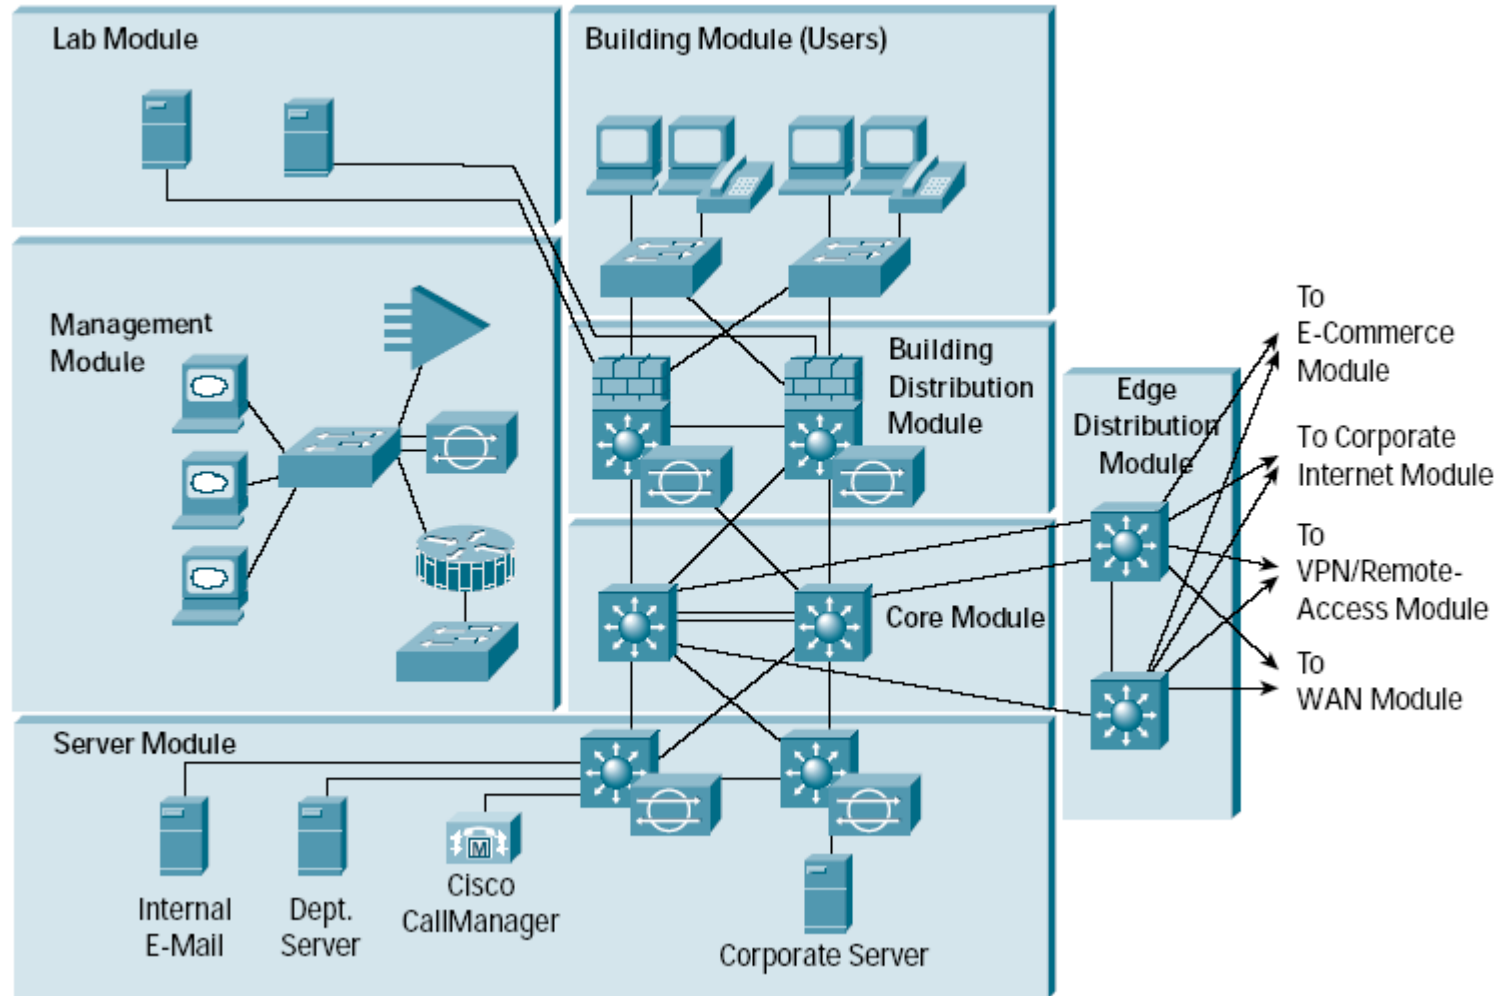 Lab Module
Building Module (Users)
Management
Module
Building
Distribution
Module
Edge
Distribution
Module
To
E-Commerce
Module
To Corporate
Internet Module
To
VPN/Remote-
Access Module
To
WAN Module
Core Module
Server Module
M
Internal
E-Mail
Dept.
Server
Cisco
CallManager
Corporate Server